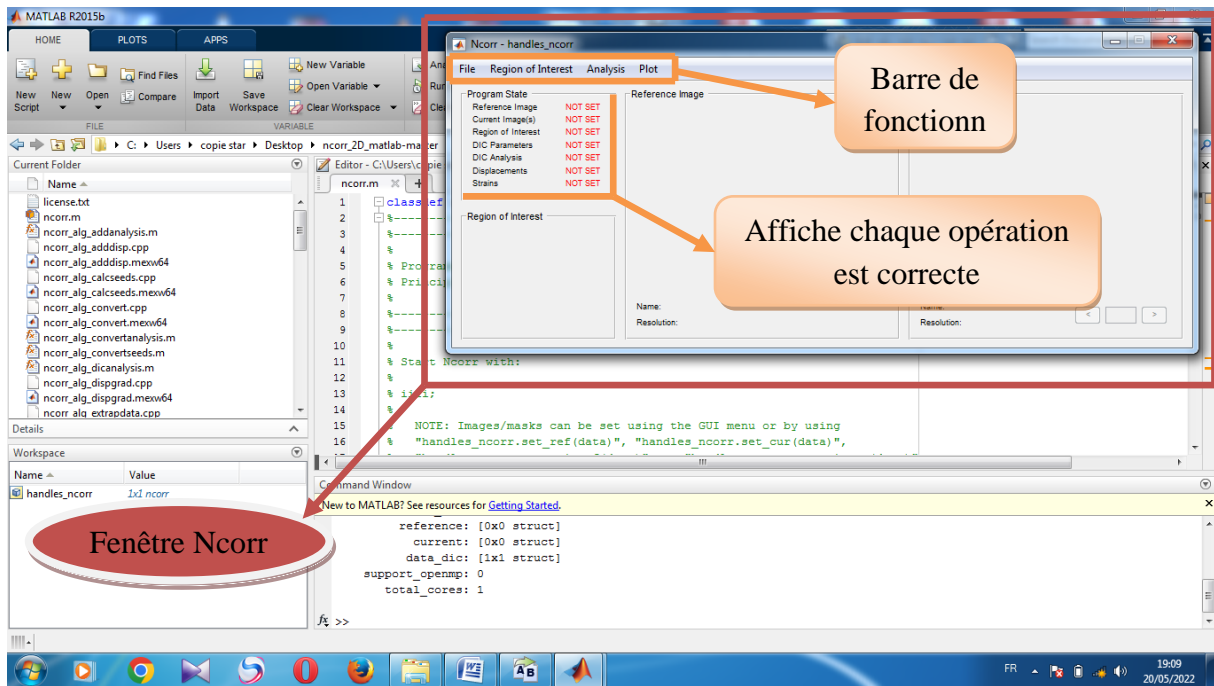 MATLAB R2015b
HOME PLOTS APPS
New Script
New
Open
Find Files
Compare
Import Data
Save Workspace
New Variable
Open Variable
Clear Workspace
FILE
C: Users copie star Desktop ncorr_2D_matlab-master
Current Folder
Name
license.txt
ncorr.m
ncorr_alg_addanalysis.m
ncorr_alg_adddisp.cpp
ncorr_alg_adddisp.mexw64
ncorr_alg_calcseeds.cpp
ncorr_alg_calcseeds.mexw64
ncorr_alg_convert.cpp
ncorr_alg_convert.mexw64
ncorr_alg_convertanalysis.m
ncorr_alg_convertseeds.m
ncorr_alg_dicanalysis.m
ncorr_alg_dispgrad.cpp
ncorr_alg_dispgrad.mexw64
ncorr_alg_extrapdata.cpp
Details
Workspace
Name Value
handles_ncorr 1x1 ncorr
Fenêtre Ncorr
Ncorr - handles_ncorr
File Region of Interest Analysis Plot
Barre de
fonctionn
Program State
Reference Image NOT SET
Current Image(s) NOT SET
Region of Interest NOT SET
DIC Parameters NOT SET
DIC Analysis NOT SET
Displacements NOT SET
Strains NOT SET
Region of Interest
Reference Image
Affiche chaque opération
est correcte
Name:
Resolution:
Name:
Resolution:
< >
Editor - C:\Users\
ncorr.m
1 classdef
2 %--------
3 %--------
4 %
5 %
6 %
7 %
8 %
9 %--------
10 %
11 % Start Ncorr with:
12 %
13 %
14 %
15 % NOTE: Images/masks can be set using the GUI menu or by using
16 % "handles_ncorr.set_ref(data)", "handles_ncorr.set_cur(data)",
Command Window
New to MATLAB? See resources for Getting Started.
reference: [0x0 struct]
current: [0x0 struct]
data_dic: [1x1 struct]
support_openmp: 0
total_cores: 1
fx >>
FR 19:09
20/05/2022